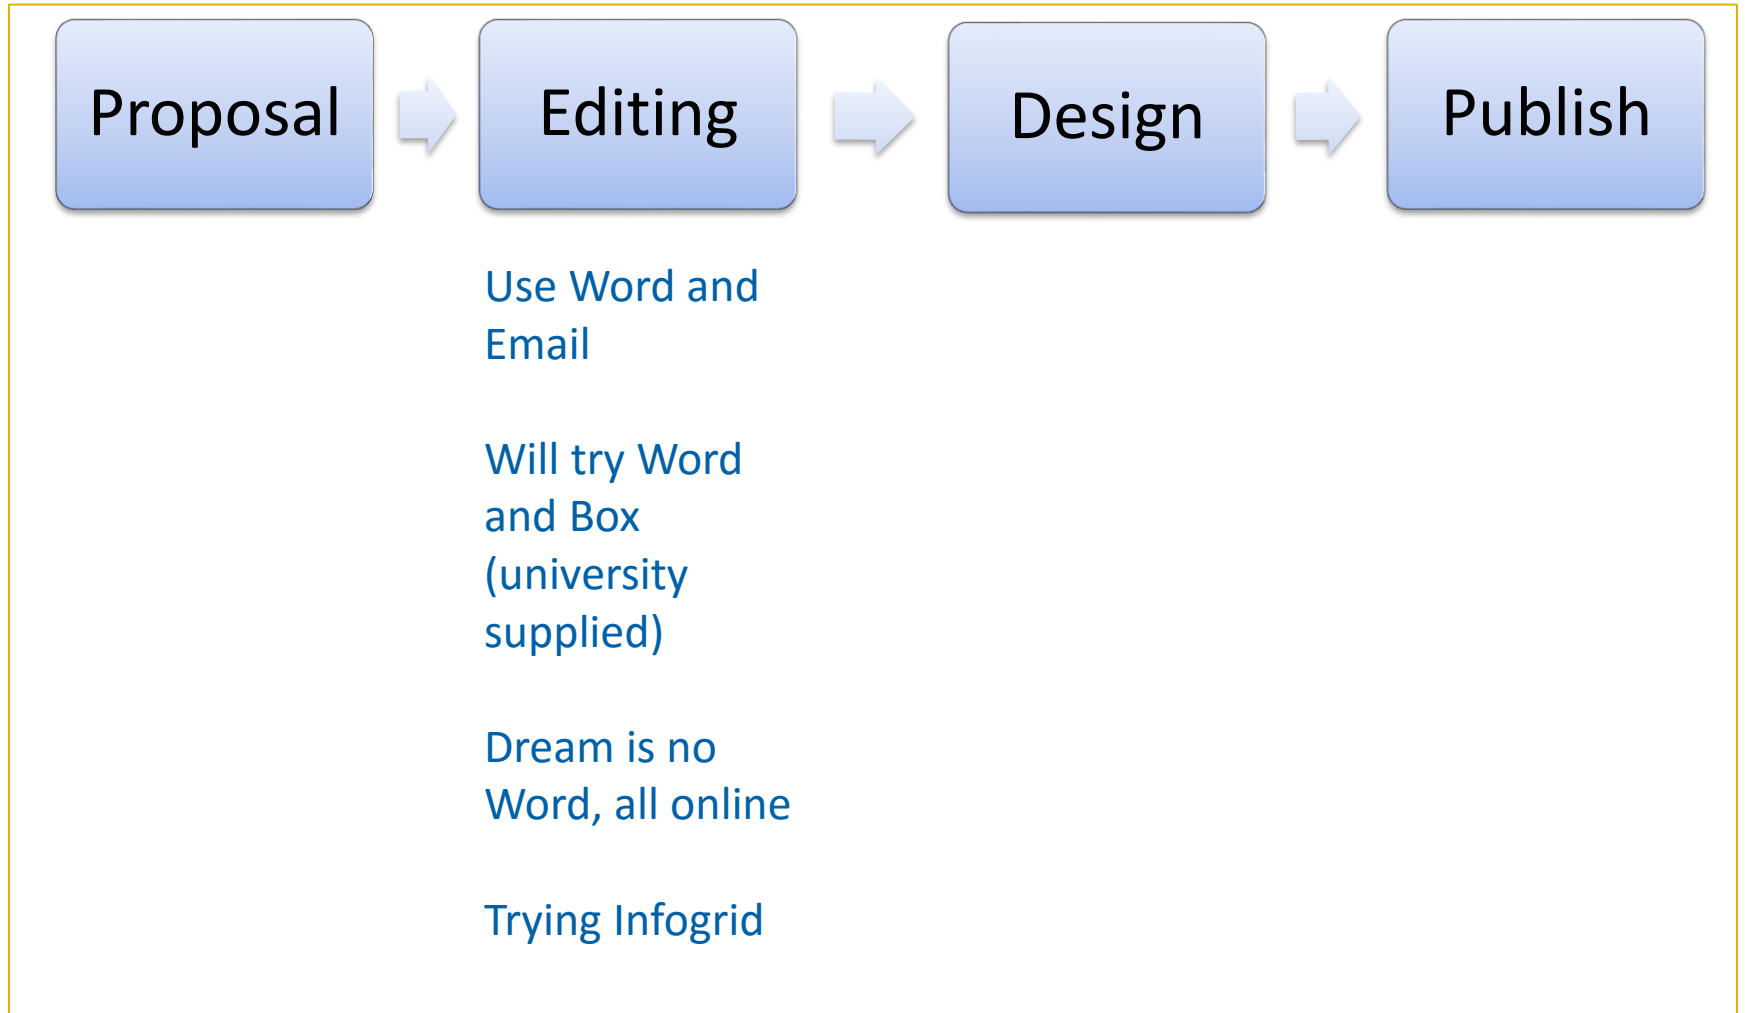 Proposal
Editing
Design
Publish
Use Word and
Email
Will try Word
and Box
(university
supplied)
Dream is no
Word, all online
Trying Infogrid